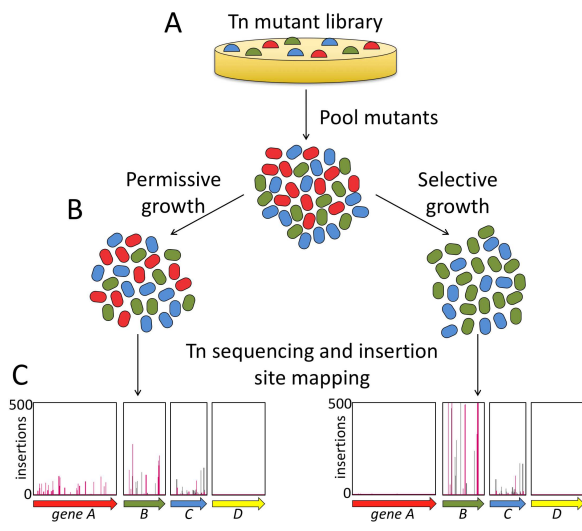 A
Tn mutant library
Pool mutants
Permissive
growth
Selective
growth
B
Tn sequencing and insertion
site mapping
C
500
insertions
0
gene A
B
C
D
500
insertions
0
gene A
B
C
D